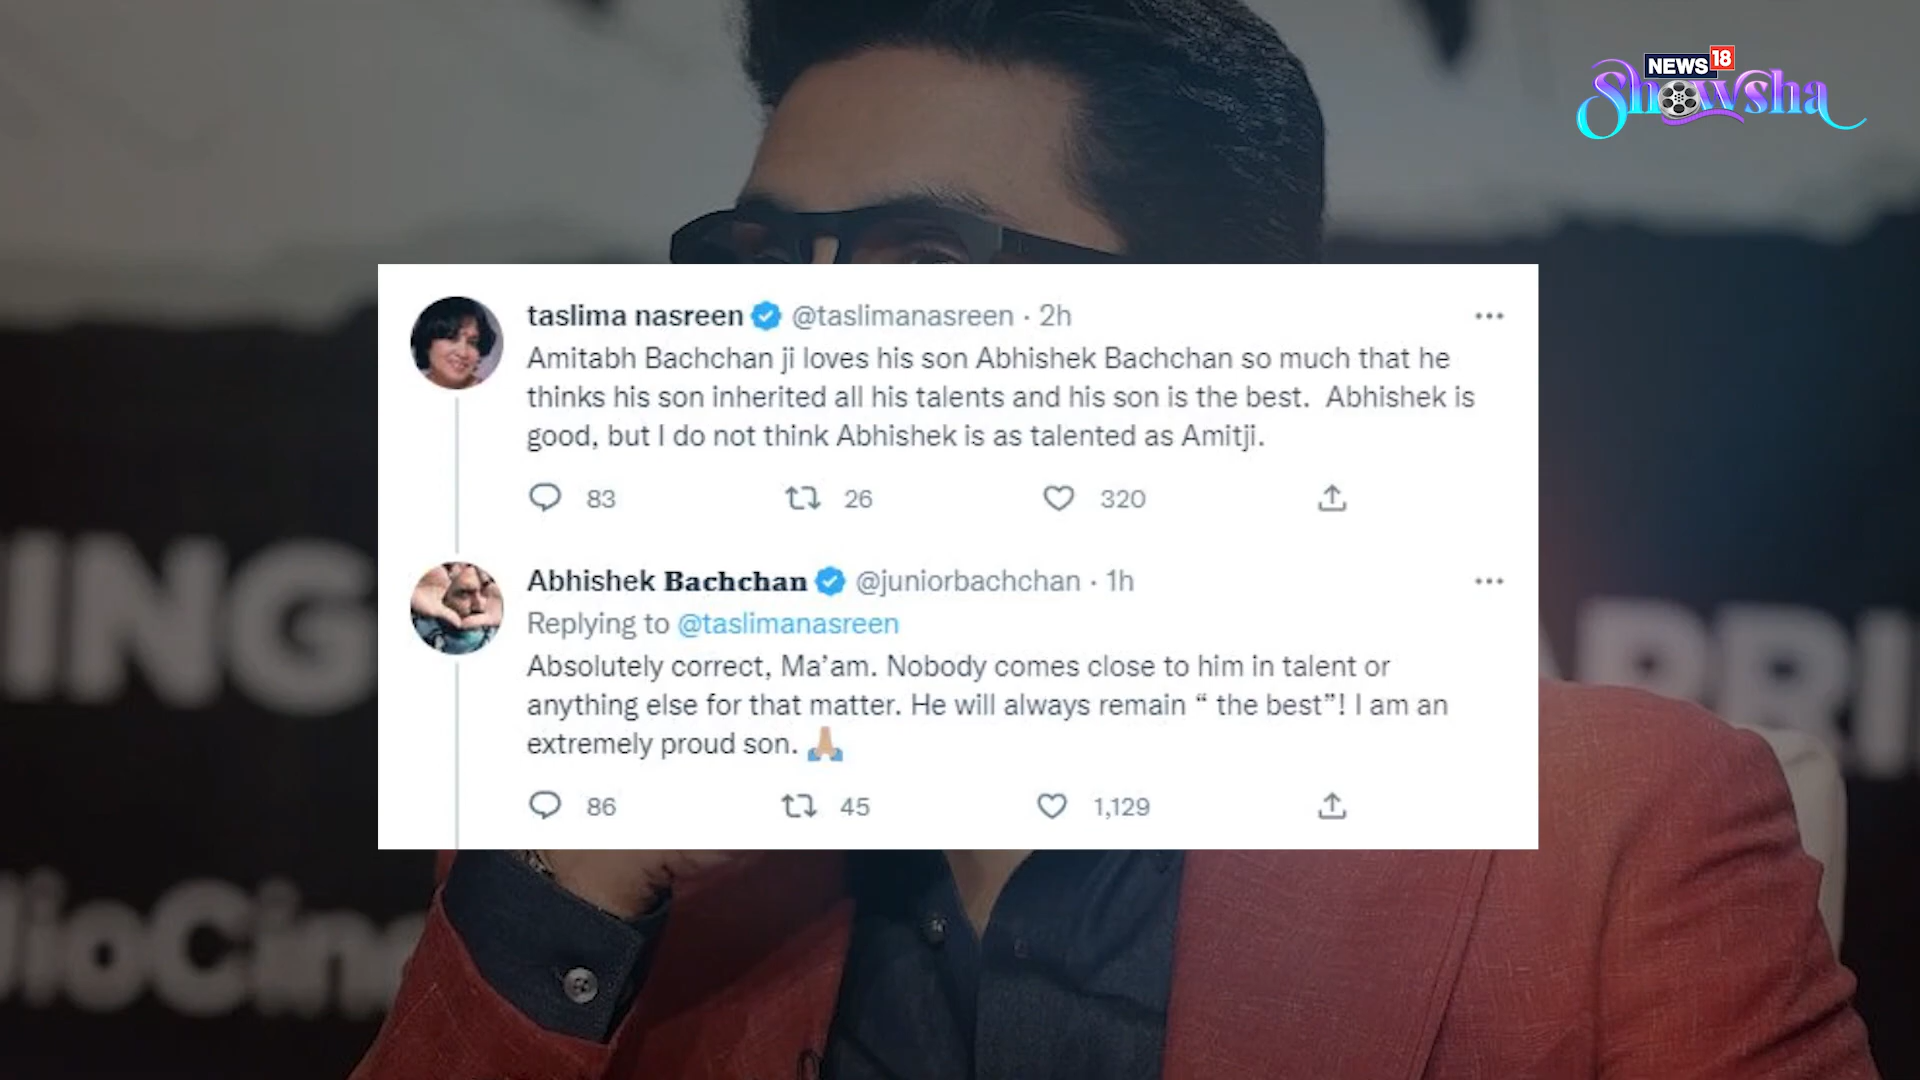 NEWS 18
Showsha
taslima nasreen @taslimanasreen · 2h
Amitabh Bachchan ji loves his son Abhishek Bachchan so much that he
thinks his son inherited all his talents and his son is the best. Abhishek is
good, but I do not think Abhishek is as talented as Amitji.
83 26 320
Abhishek Bachchan @juniorbachchan · 1h
Replying to @taslimanasreen
Absolutely correct, Ma’am. Nobody comes close to him in talent or
anything else for that matter. He will always remain “ the best”! I am an
extremely proud son. 🙏🏼
86 45 1,129
ING
JioCine